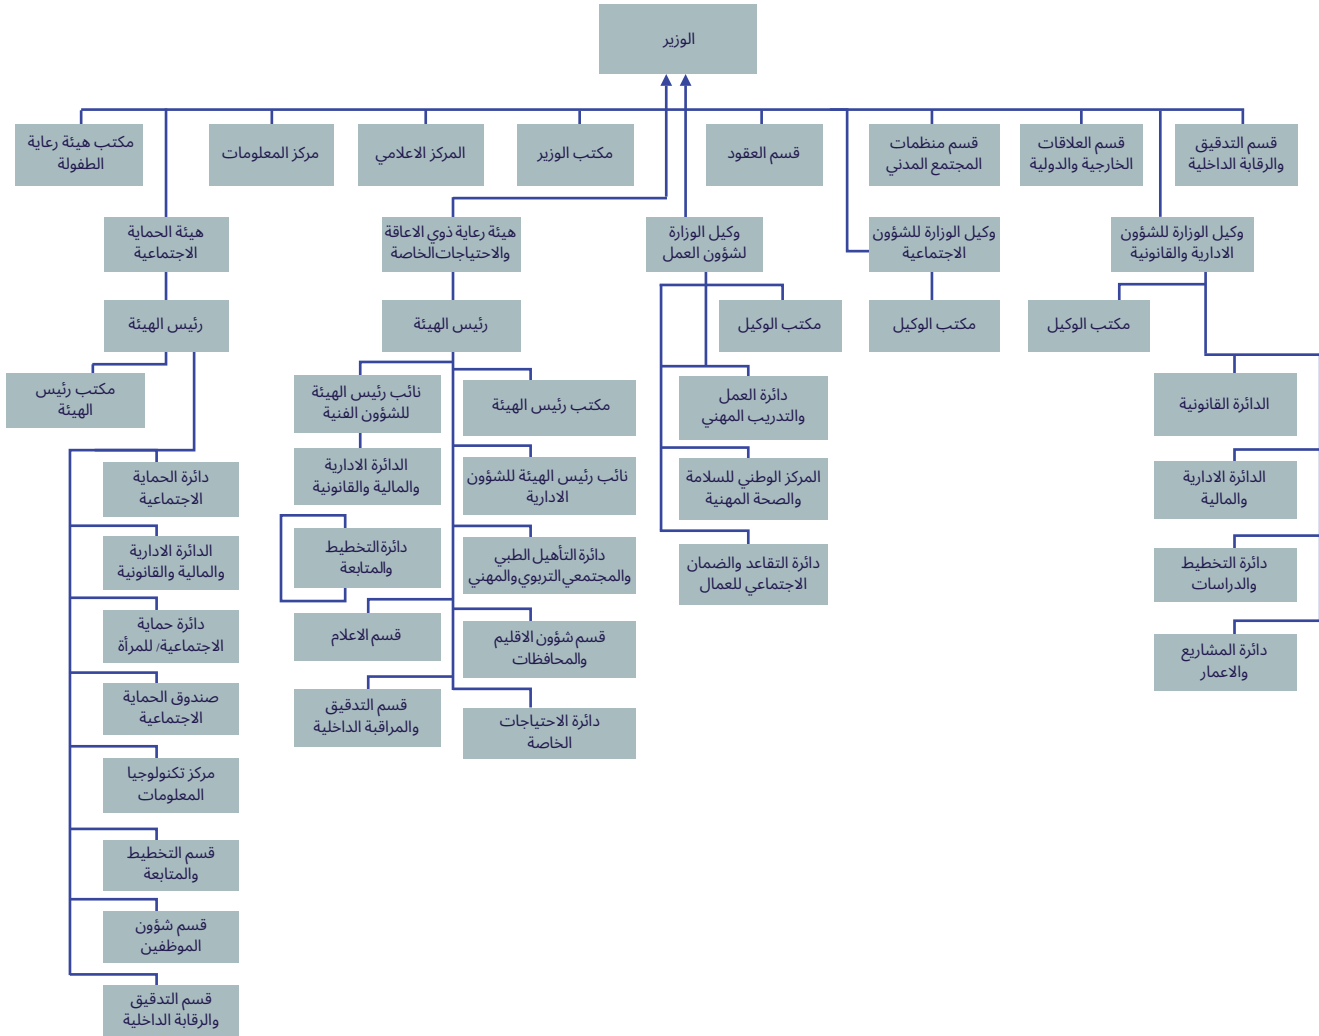 الوزير
قسم التدقيق
والرقابة الداخلية
قسم العلاقات
الخارجية والدولية
قسم منظمات
المجتمع المدني
قسم العقود
مكتب الوزير
المركز الاعلامي
مركز المعلومات
مكتب هيئة رعاية
الطفولة
وكيل الوزارة للشؤون
الادارية والقانونية
وكيل الوزارة للشؤون
الاجتماعية
وكيل الوزارة
لشؤون العمل
هيئة رعاية ذوي الاعاقة
والاحتياجات الخاصة
هيئة الحماية
الاجتماعية
مكتب الوكيل
مكتب الوكيل
مكتب الوكيل
رئيس الهيئة
رئيس الهيئة
الدائرة القانونية
الدائرة الادارية
والمالية
دائرة التخطيط
والدراسات
دائرة المشاريع
والاعمار
دائرة العمل
والتدريب المهني
المركز الوطني للسلامة
والصحة المهنية
دائرة التقاعد والضمان
الاجتماعي للعمال
مكتب رئيس الهيئة
نائب رئيس الهيئة للشؤون
الادارية
دائرة التأهيل الطبي
والمجتمعي التربوي والمهني
قسم شؤون الاقليم
والمحافظات
دائرة الاحتياجات
الخاصة
نائب رئيس الهيئة
للشؤون الفنية
الدائرة الادارية
والمالية والقانونية
دائرة التخطيط
والمتابعة
قسم الاعلام
قسم التدقيق
والمراقبة الداخلية
مكتب رئيس
الهيئة
دائرة الحماية
الاجتماعية
الدائرة الادارية
والمالية والقانونية
دائرة حماية
الاجتماعية/ للمرأة
صندوق الحماية
الاجتماعية
مركز تكنولوجيا
المعلومات
قسم التخطيط
والمتابعة
قسم شؤون
الموظفين
قسم التدقيق
والرقابة الداخلية